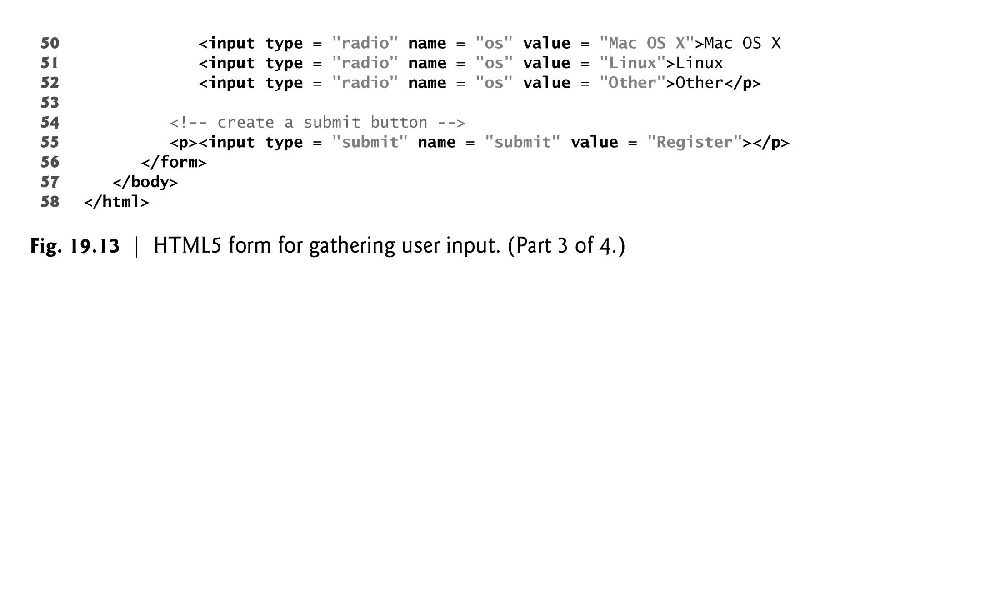 50 <input type = "radio" name = "os" value = "Mac OS X">Mac OS X
51 <input type = "radio" name = "os" value = "Linux">Linux
52 <input type = "radio" name = "os" value = "Other">Other</p>
53
54 <!-- create a submit button -->
55 <p><input type = "submit" name = "submit" value = "Register"></p>
56 </form>
57 </body>
58 </html>
Fig. 19.13 | HTML5 form for gathering user input. (Part 3 of 4.)